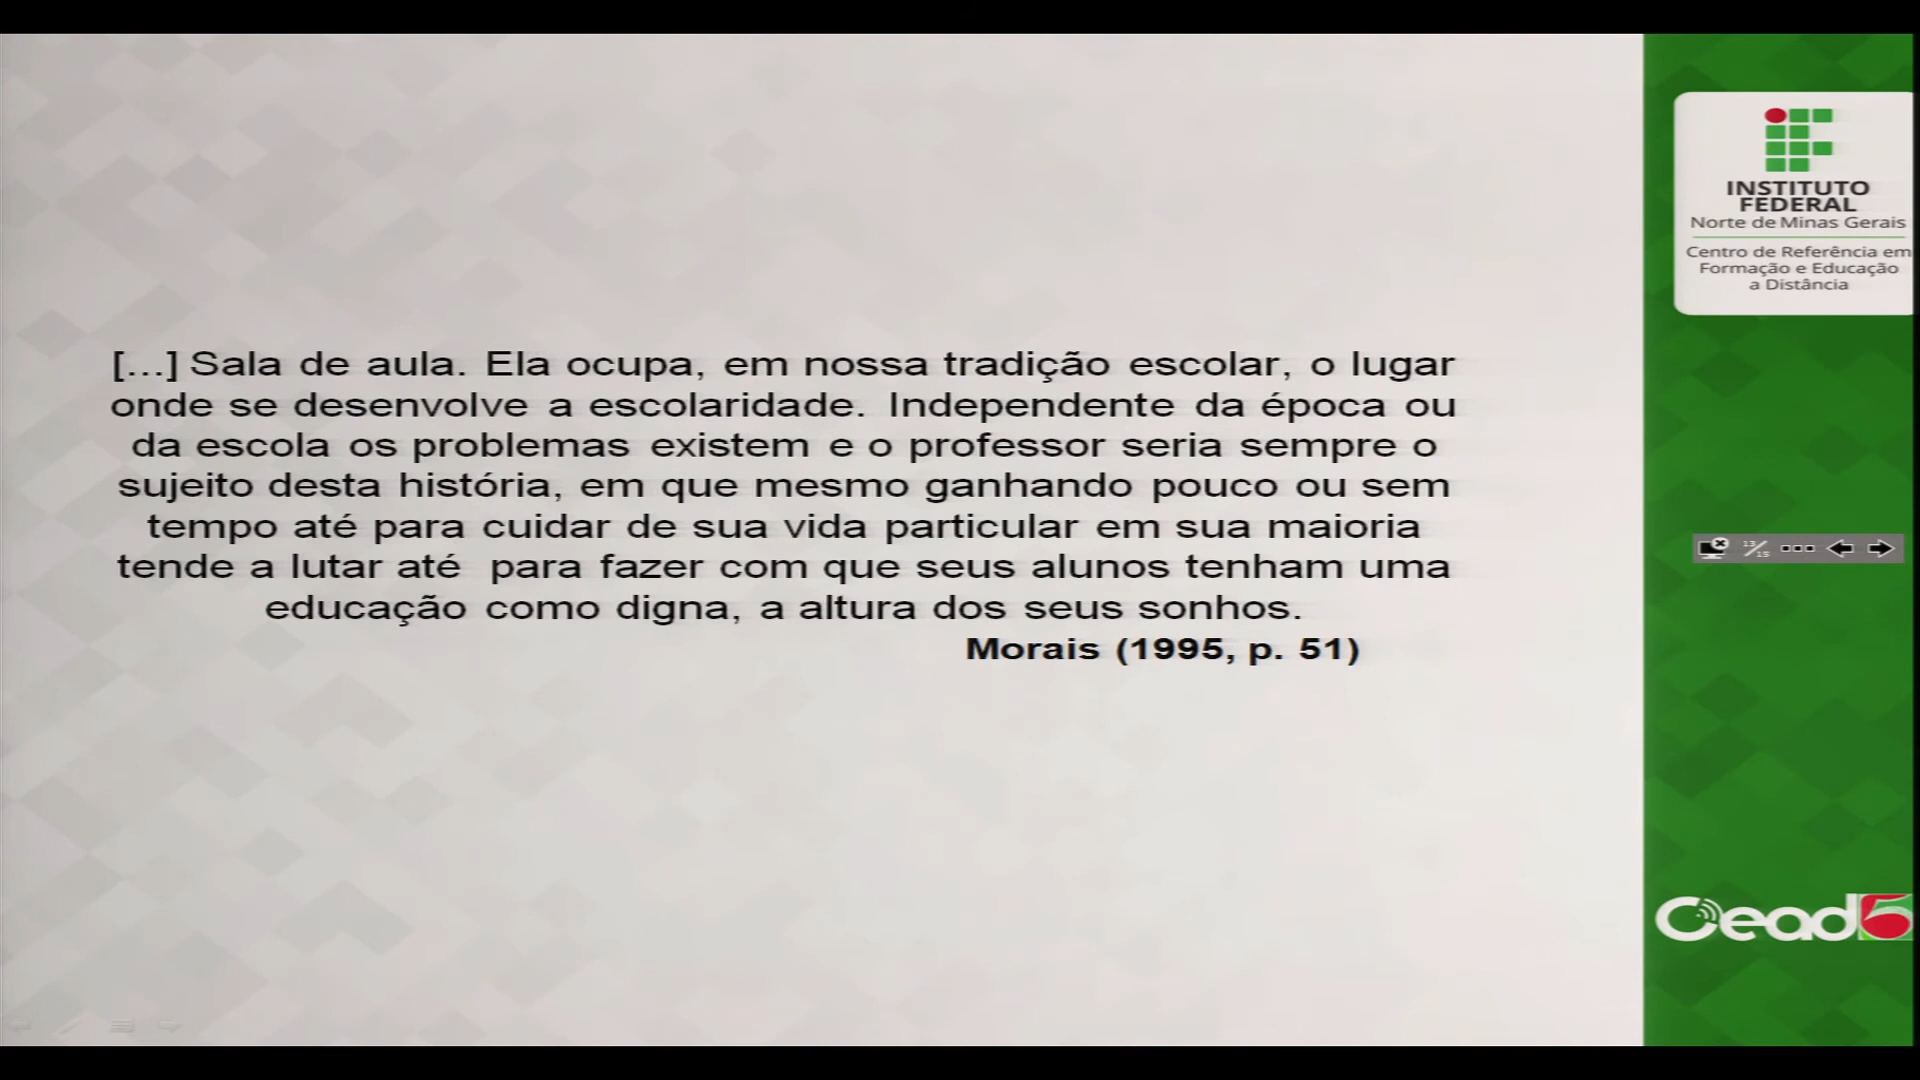 [...] Sala de aula. Ela ocupa, em nossa tradição escolar, o lugar
onde se desenvolve a escolaridade. Independente da época ou
da escola os problemas existem e o professor seria sempre o
sujeito desta história, em que mesmo ganhando pouco ou sem
tempo até para cuidar de sua vida particular em sua maioria
tende a lutar até para fazer com que seus alunos tenham uma
educação como digna, a altura dos seus sonhos.
Morais (1995, p. 51)
INSTITUTO
FEDERAL
Norte de Minas Gerais
Centro de Referência em
Formação e Educação
a Distância
13/15
Cead 5